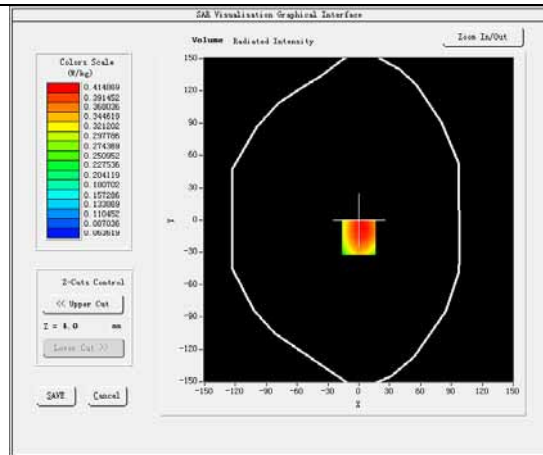 SAR Visualisation Graphical Interface
Volume Radiated Intensity
Zoom In/Out
Colors Scale
(W/kg)
0.414869
0.391452
0.368036
0.344619
0.321202
0.297786
0.274369
0.250952
0.227536
0.204119
0.180702
0.157286
0.133869
0.110452
0.087036
0.063619
Z-Cuts Control
<< Upper Cut
Z = 4.0 mm
Lower Cut >>
SAVE Cancel
150
120
90
60
30
0
-30
-60
-90
-120
-150
Y
-150 -120 -90 -60 -30 0 30 60 90 120 150
X